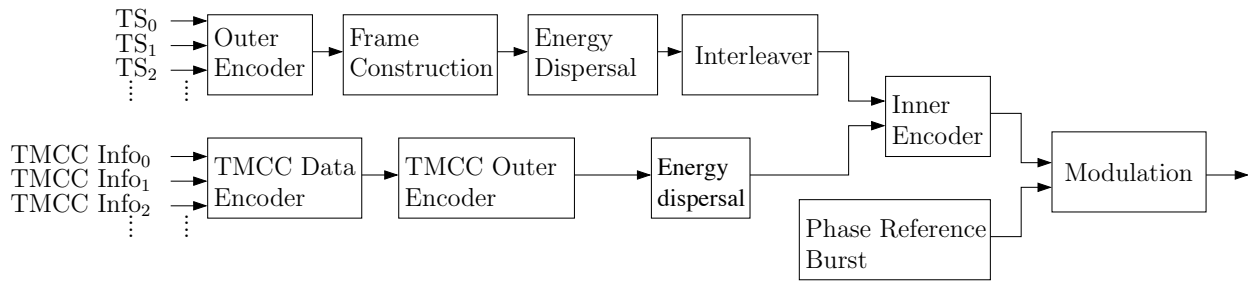 TS0
TS1
TS2
Outer
Encoder
Frame
Construction
Energy
Dispersal
Interleaver
TMCC Info0
TMCC Info1
TMCC Info2
TMCC Data
Encoder
TMCC Outer
Encoder
Energy
dispersal
Inner
Encoder
Phase Reference
Burst
Modulation